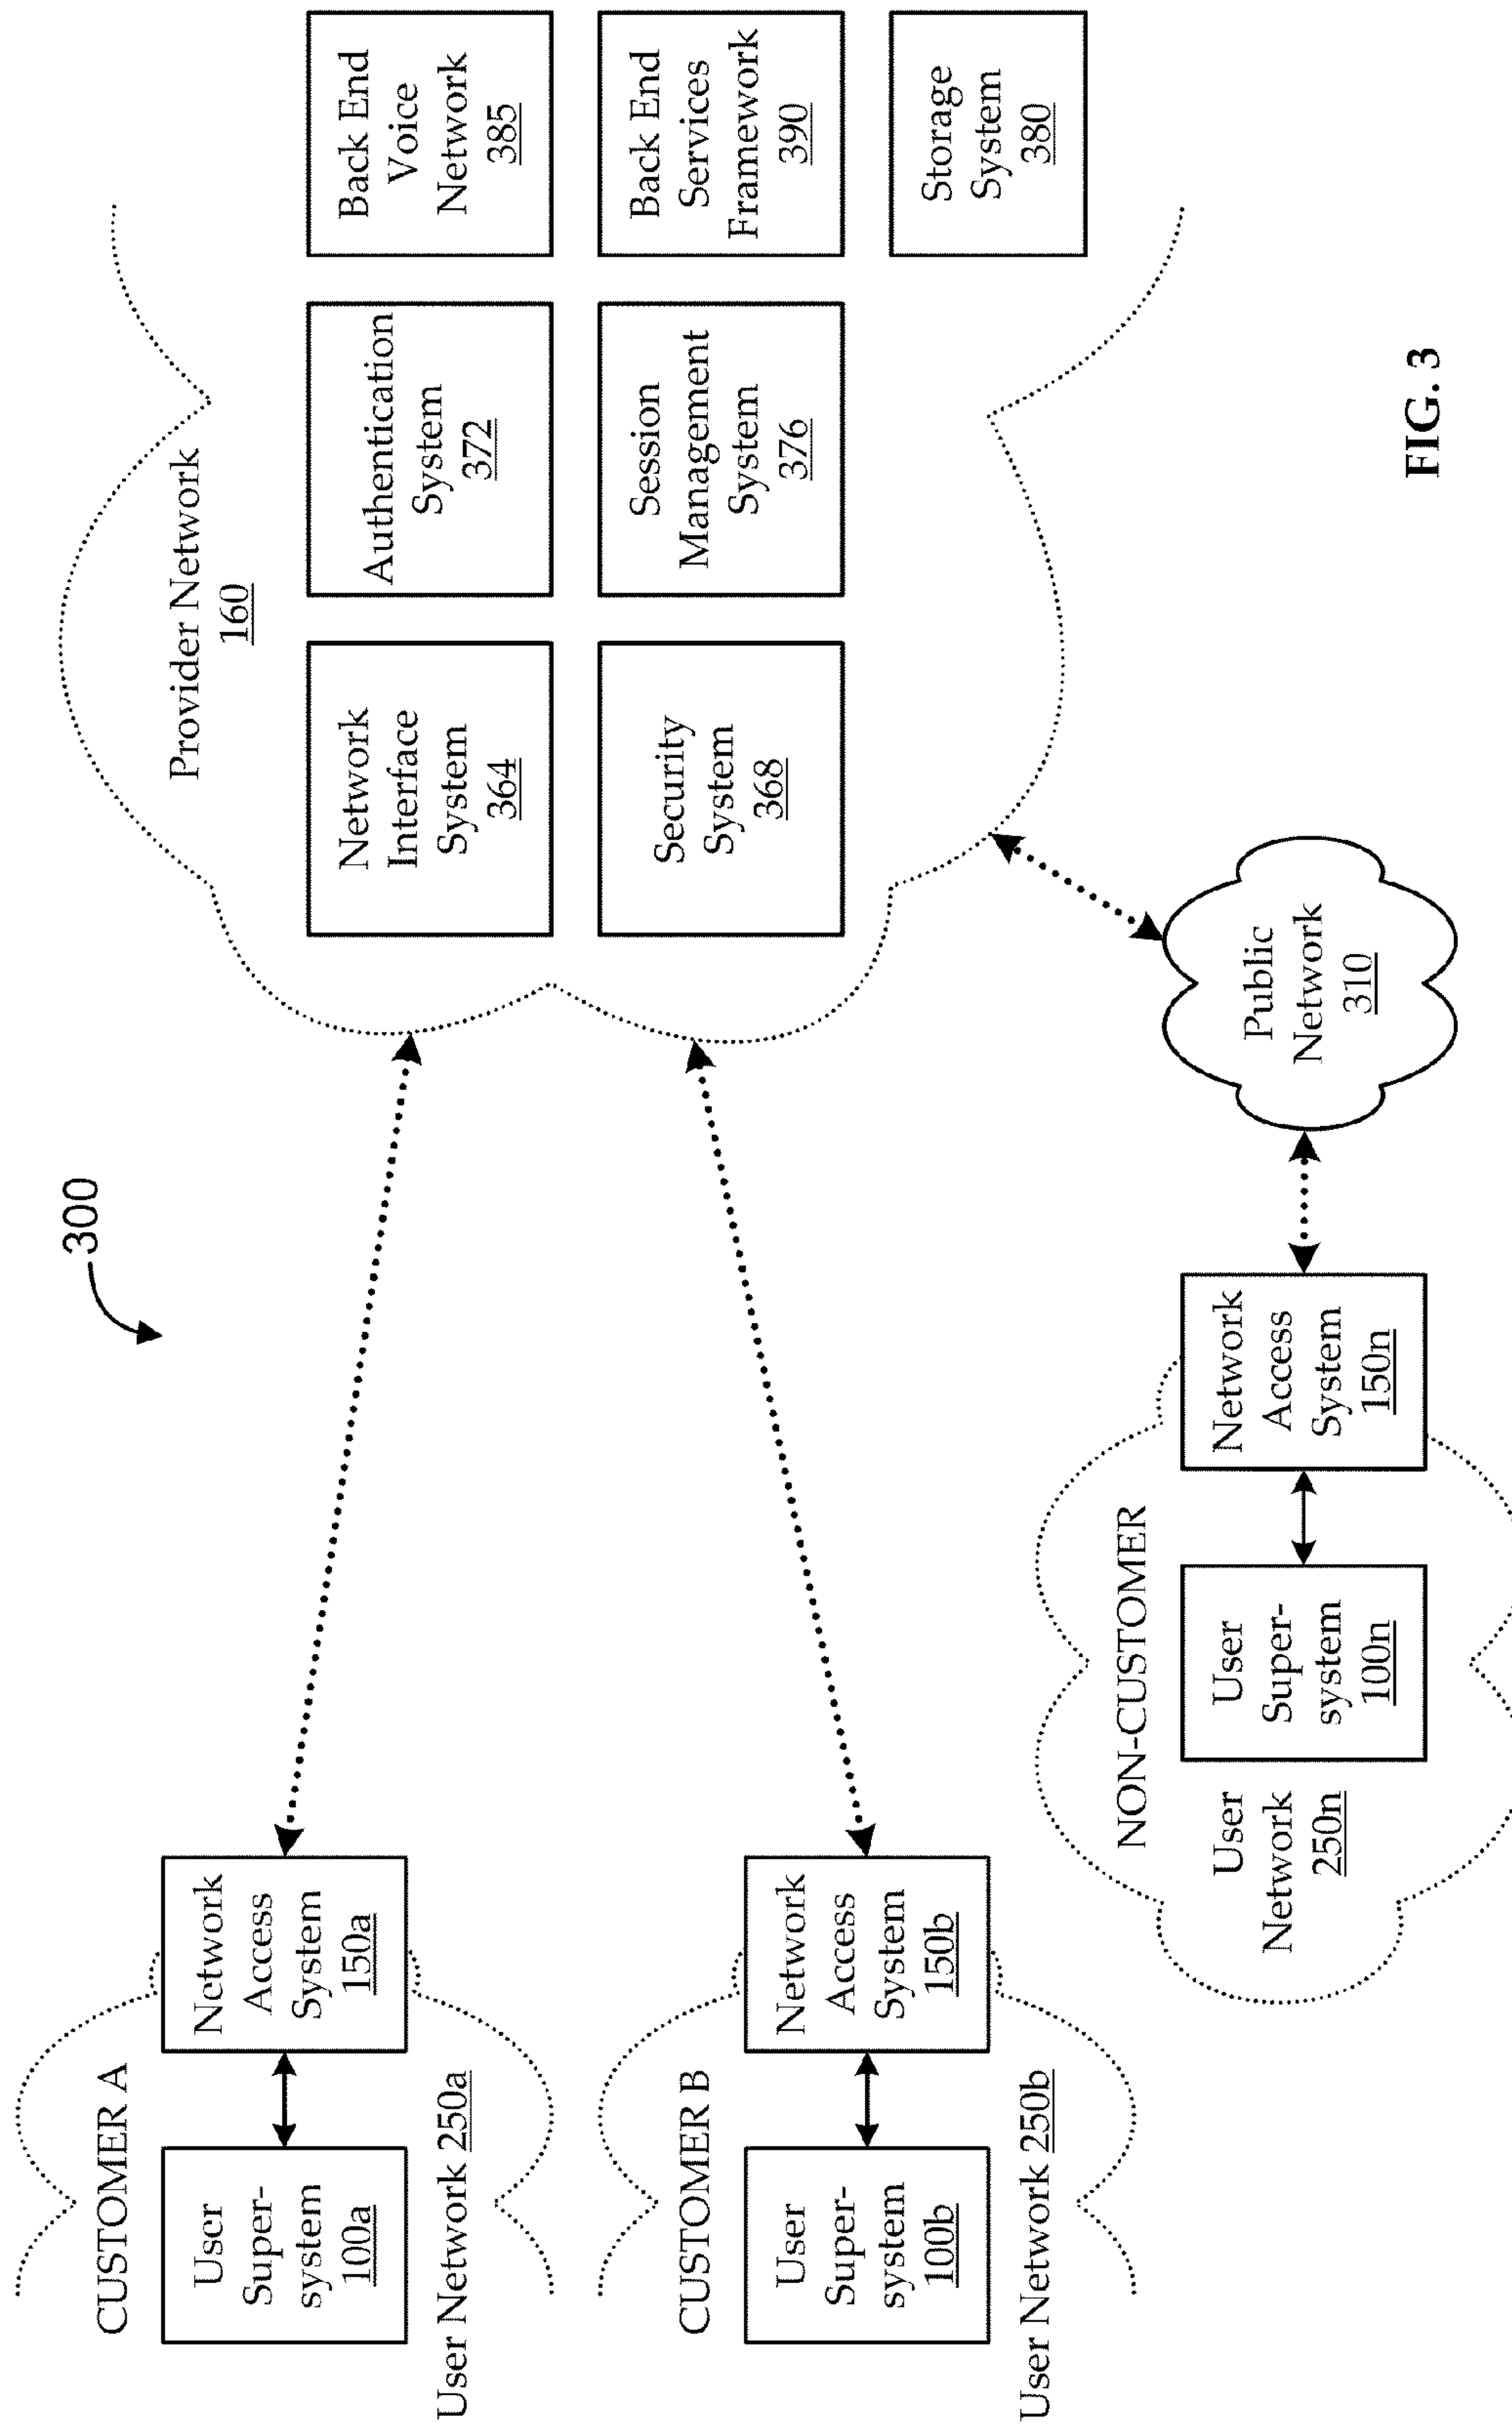 300
CUSTOMER A
User
Super-
system
100a
Network
Access
System
150a
User Network 250a
CUSTOMER B
User
Super-
system
100b
Network
Access
System
150b
User Network 250b
NON-CUSTOMER
User
Network
250n
User
Super-
system
100n
Network
Access
System
150n
Public
Network
310
Provider Network
160
Network
Interface
System
364
Authentication
System
372
Back End
Voice
Network
385
Security
System
368
Session
Management
System
376
Back End
Services
Framework
390
Storage
System
380
FIG. 3